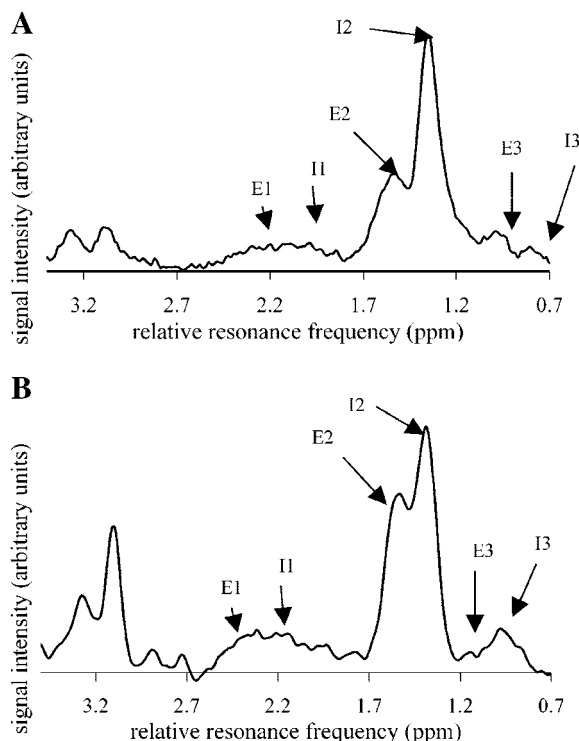 A
I2
E2
E1
I1
E3
I3
signal intensity (arbitrary units)
3.2 2.7 2.2 1.7 1.2 0.7
relative resonance frequency (ppm)
B
I2
E2
E1
I1
E3
I3
signal intensity (arbitrary units)
3.2 2.7 2.2 1.7 1.2 0.7
relative resonance frequency (ppm)